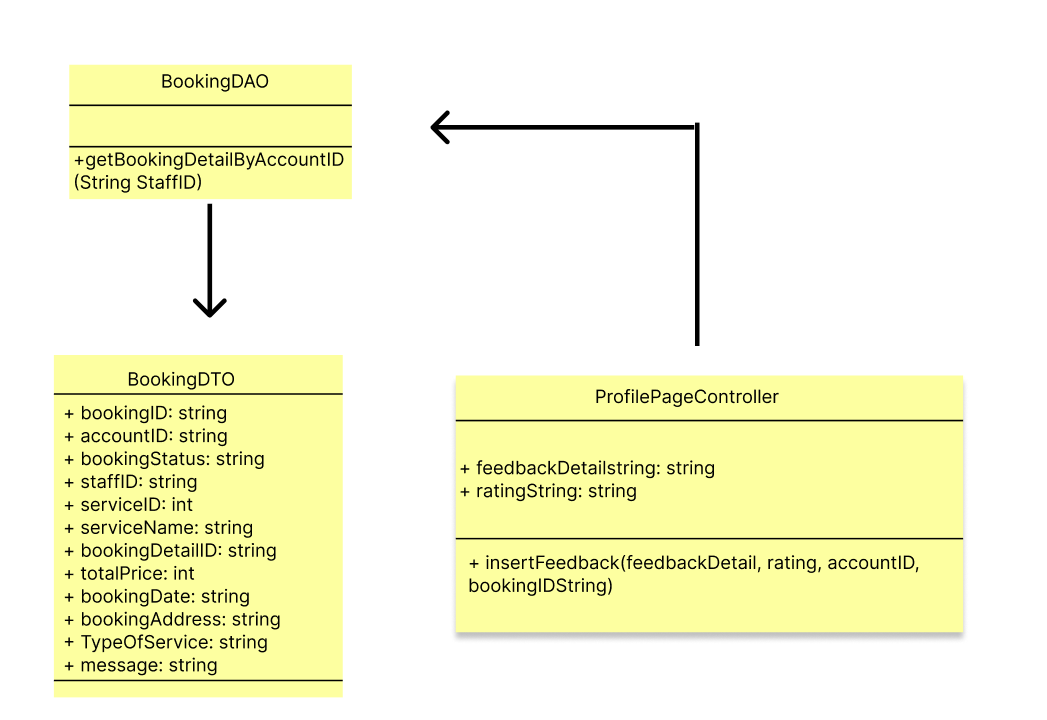 BookingDAO
+getBookingDetailByAccountID
(String StaffID)
BookingDTO
+ bookingID: string
+ accountID: string
+ bookingStatus: string
+ staffID: string
+ serviceID: int
+ serviceName: string
+ bookingDetailID: string
+ totalPrice: int
+ bookingDate: string
+ bookingAddress: string
+ TypeOfService: string
+ message: string
ProfilePageController
+ feedbackDetailstring: string
+ ratingString: string
+ insertFeedback(feedbackDetail, rating, accountID,
bookingIDString)